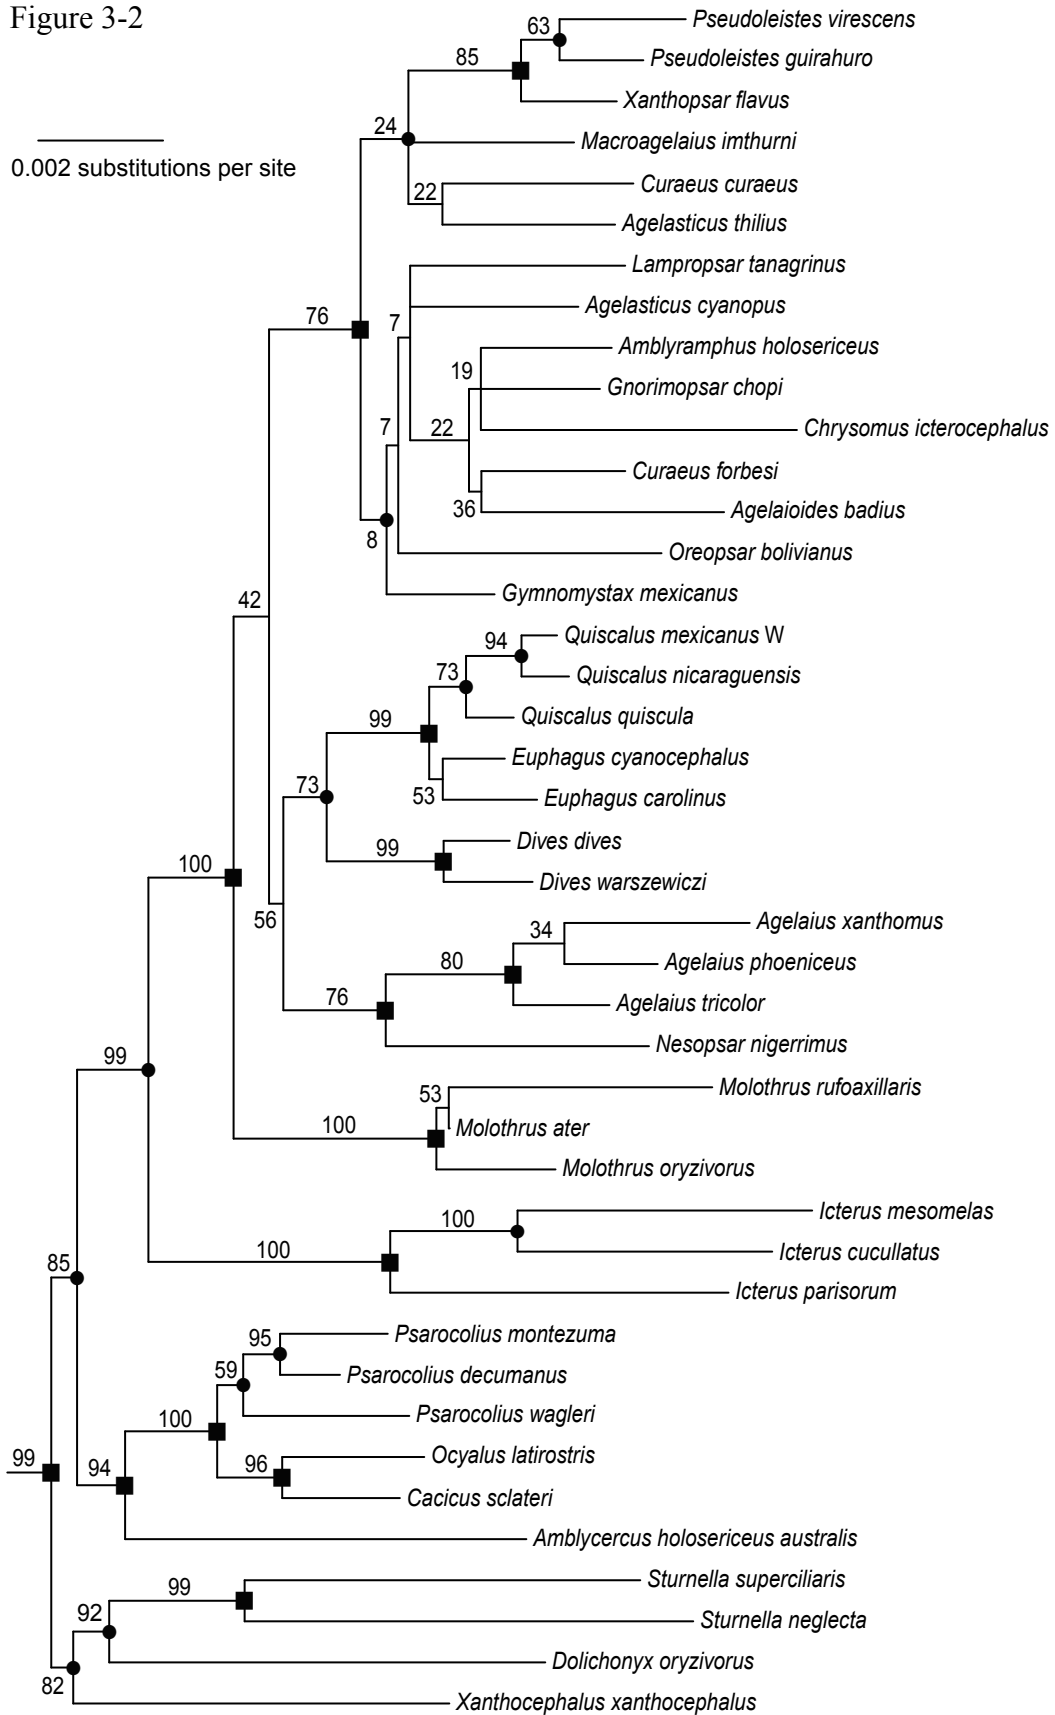 Figure 3-2
0.002 substitutions per site
63
Pseudoleistes virescens
85
Pseudoleistes guirahuro
Xanthopsar flavus
24
Macroagelaius imthurni
22
Curaeus curaeus
Agelasticus thilius
Lampropsar tanagrinus
76
7
Agelasticus cyanopus
19
Amblyramphus holosericeus
Gnorimopsar chopi
7
22
Chrysomus icterocephalus
Curaeus forbesi
36
Agelaioides badius
8
Oreopsar bolivianus
Gymnomystax mexicanus
42
94
Quiscalus mexicanus W
73
Quiscalus nicaraguensis
99
Quiscalus quiscula
Euphagus cyanocephalus
73
53
Euphagus carolinus
99
Dives dives
100
Dives warszewiczi
56
34
Agelaius xanthomus
80
Agelaius phoeniceus
76
Agelaius tricolor
99
Nesopsar nigerrimus
53
Molothrus rufoaxillaris
100
Molothrus ater
Molothrus oryzivorus
100
Icterus mesomelas
100
Icterus cucullatus
85
Icterus parisorum
95
Psarocolius montezuma
59
Psarocolius decumanus
100
Psarocolius wagleri
99
94
96
Ocyalus latirostris
Cacicus sclateri
Amblycercus holosericeus australis
99
Sturnella superciliaris
92
Sturnella neglecta
82
Dolichonyx oryzivorus
Xanthocephalus xanthocephalus